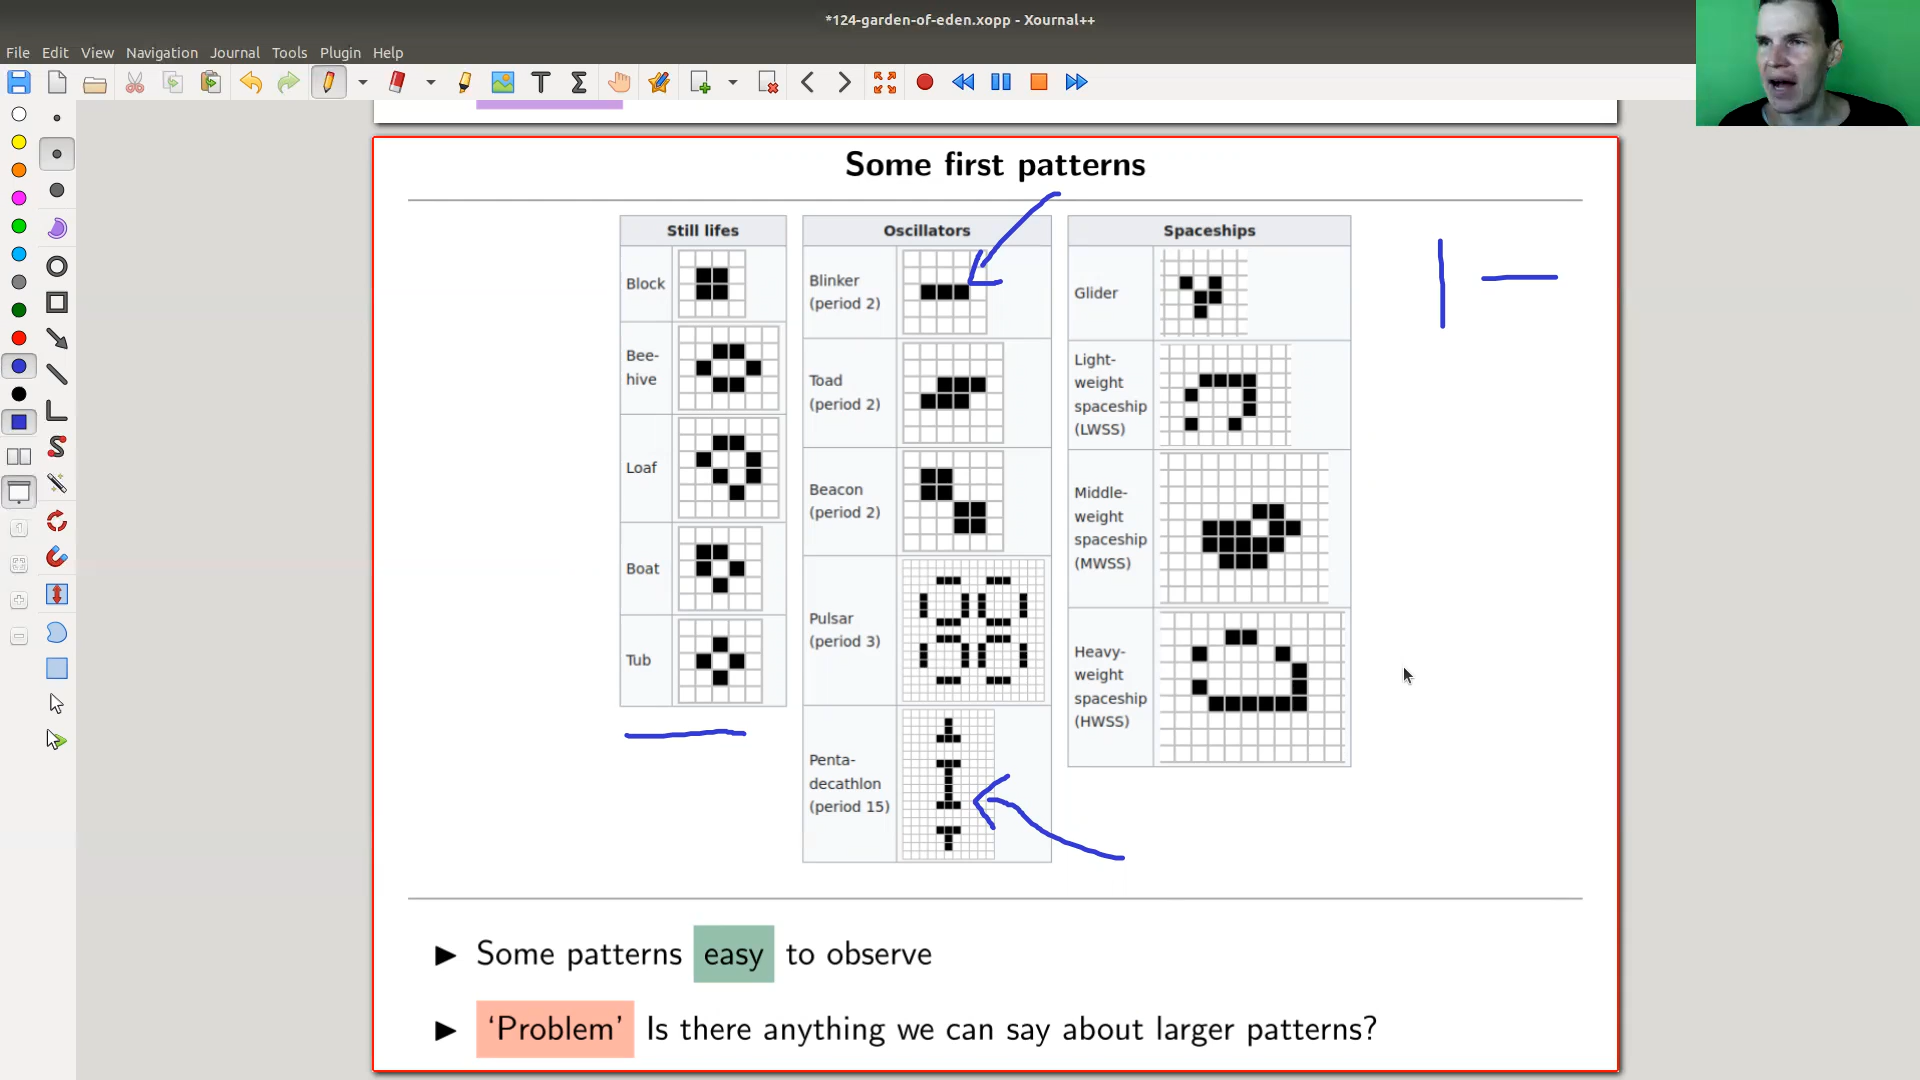 *124-garden-of-eden.xopp - Xournal++
File Edit View Navigation Journal Tools Plugin Help
Some first patterns
Still lifes
Block
Bee-
hive
Loaf
Boat
Tub
Oscillators
Blinker
(period 2)
Toad
(period 2)
Beacon
(period 2)
Pulsar
(period 3)
Penta-
decathlon
(period 15)
Spaceships
Glider
Light-
weight
spaceship
(LWSS)
Middle-
weight
spaceship
(MWSS)
Heavy-
weight
spaceship
(HWSS)
► Some patterns easy to observe
► ‘Problem’ Is there anything we can say about larger patterns?